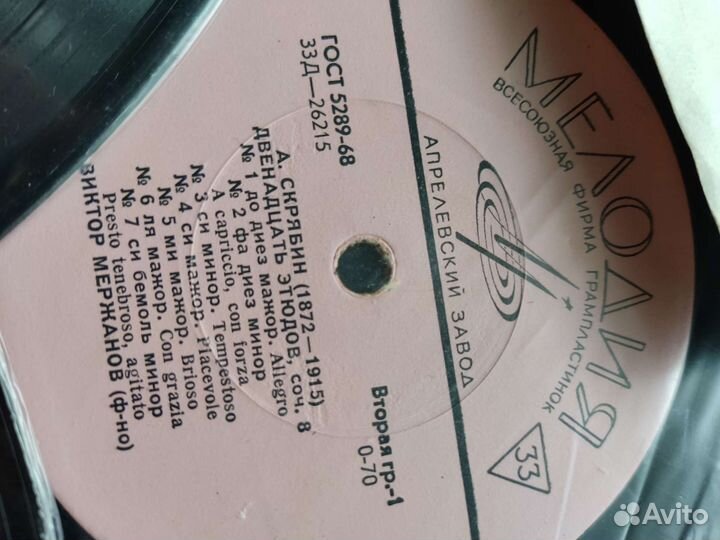 МЕЛОДИЯ
ВСЕСОЮЗНАЯ ФИРМА ГРАМПЛАСТИНОК
АПРЕЛЕВСКИЙ ЗАВОД
33
ГОСТ 5289-68
33Д—26215
Вторая гр.-1
0-70
А. СКРЯБИН (1872—1915)
ДВЕНАДЦАТЬ ЭТЮДОВ, соч. 8
№ 1 до диез мажор. Allegro
№ 2 фа диез минор
A capriccio, con forza
№ 3 си минор. Tempestoso
№ 4 си мажор. Piacevole
№ 5 ми мажор. Brioso
№ 6 ля мажор. Con grazia
№ 7 си бемоль минор
Presto tenebroso, agitato
ВИКТОР МЕРЖАНОВ (ф-но)
Avito